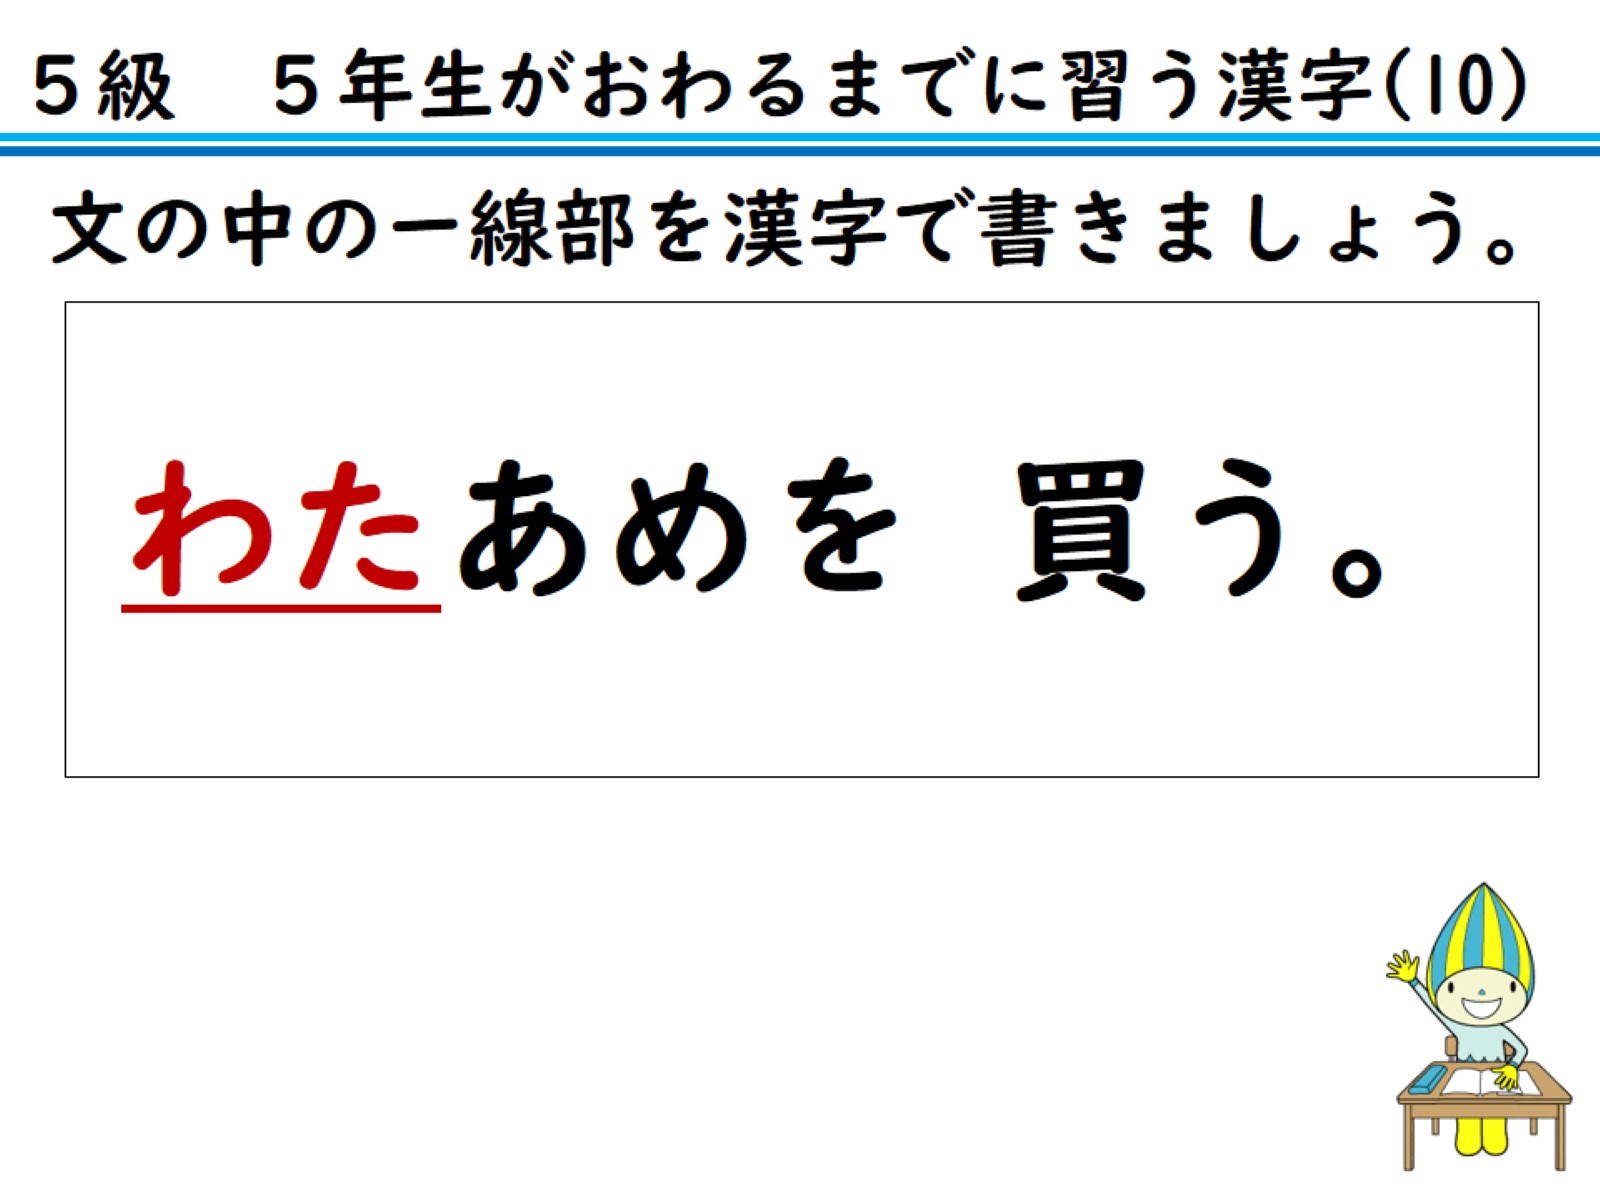 ５級　５年生がおわるまでに習う漢字(10)
文の中の一線部を漢字で書きましょう。
わたあめを 買う。